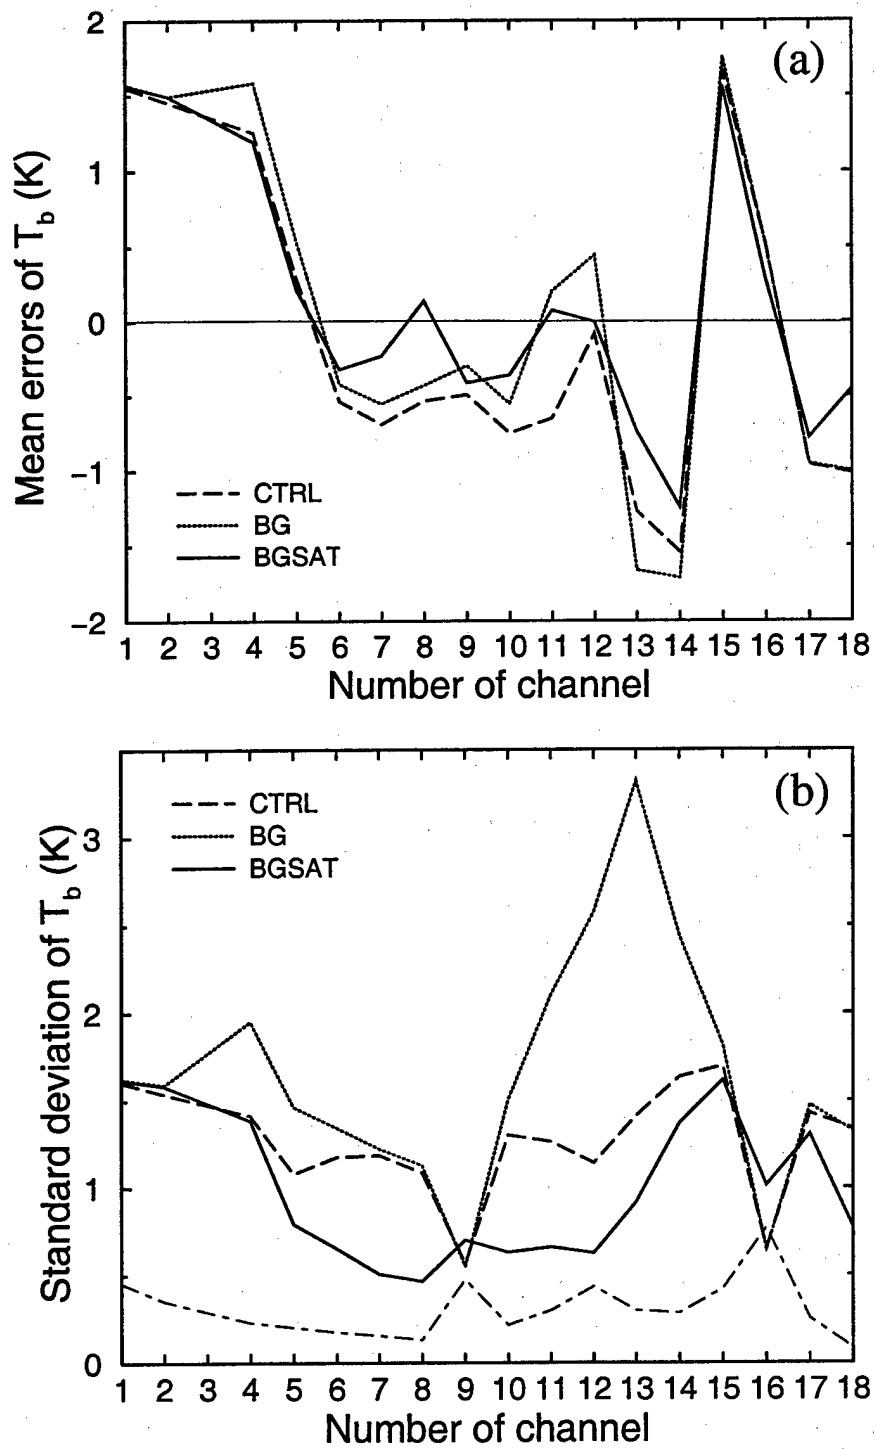 (a)
2
1
0
−1
−2
Mean errors of T_b (K)
CTRL
BG
BGSAT
1 2 3 4 5 6 7 8 9 10 11 12 13 14 15 16 17 18
Number of channel
(b)
CTRL
BG
BGSAT
3
2
1
0
Standard deviation of T_b (K)
1 2 3 4 5 6 7 8 9 10 11 12 13 14 15 16 17 18
Number of channel